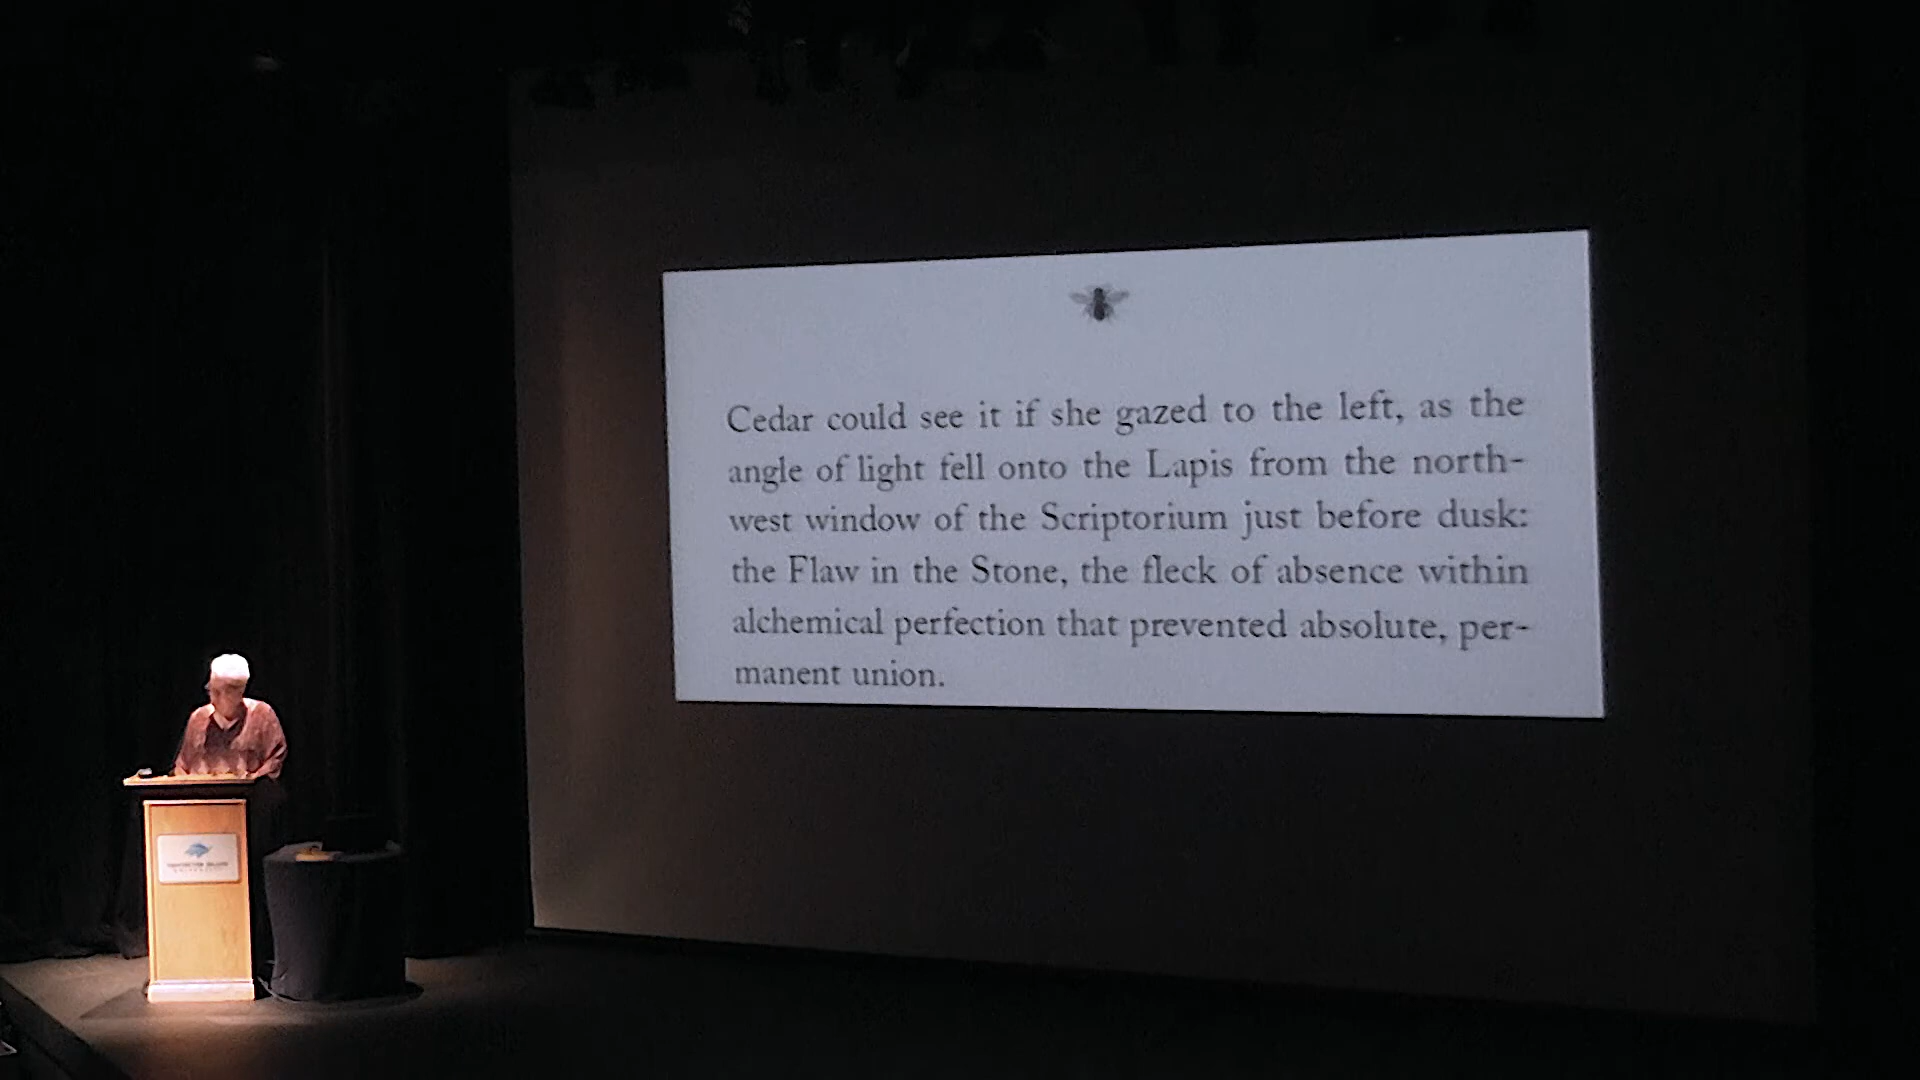 Cedar could see it if she gazed to the left, as the
angle of light fell onto the Lapis from the north-
west window of the Scriptorium just before dusk:
the Flaw in the Stone, the fleck of absence within
alchemical perfection that prevented absolute, per-
manent union.